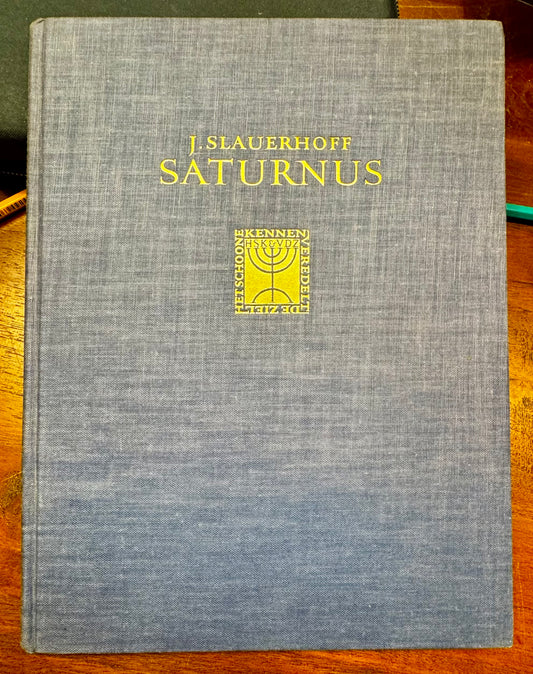 J. SLAUERHOFF
SATURNUS
HET SCHOONE
KENNEN
VEREDELT
DE ZIEL
HSK&VDZ